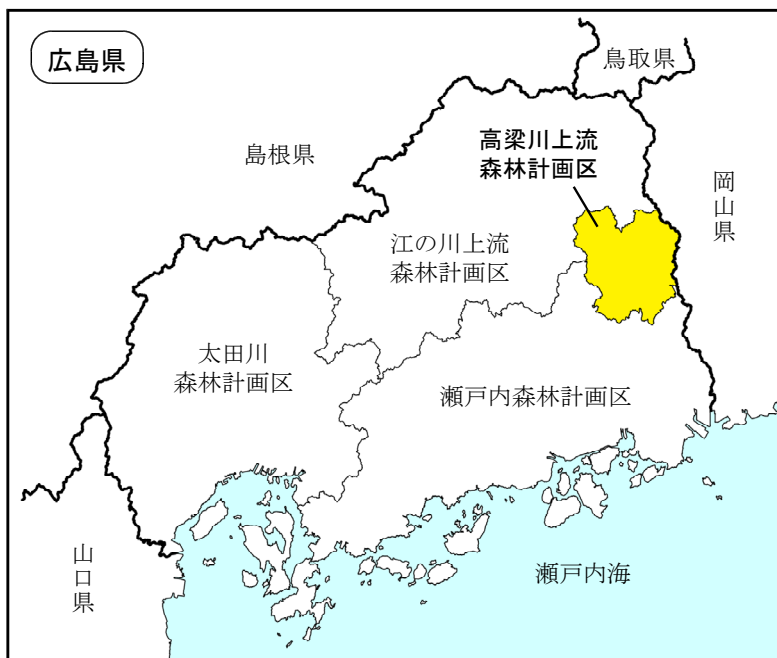 広島県
鳥取県
島根県
高梁川上流
森林計画区
岡山県
江の川上流
森林計画区
太田川
森林計画区
瀬戸内森林計画区
山口県
瀬戸内海